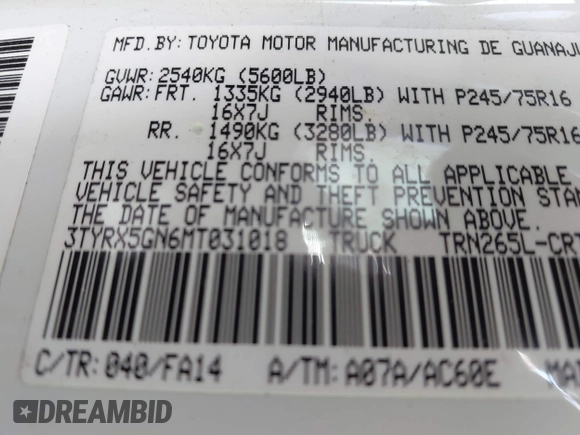 MFD.BY: TOYOTA MOTOR MANUFACTURING DE GUANAJU
GVWR: 2540KG (5600LB)
GAWR: FRT. 1335KG (2940LB) WITH P245/75R16
16X7J RIMS.
RR. 1490KG (3280LB) WITH P245/75R16
16X7J RIMS.
THIS VEHICLE CONFORMS TO ALL APPLICABLE
VEHICLE SAFETY AND THEFT PREVENTION STAN
THE DATE OF MANUFACTURE SHOWN ABOVE.
3TYRX5GN6MT031018 TRUCK TRN265L-CRT
C/TR: 040/FA14 A/TM: A07A/AC60E MA
DREAMBID